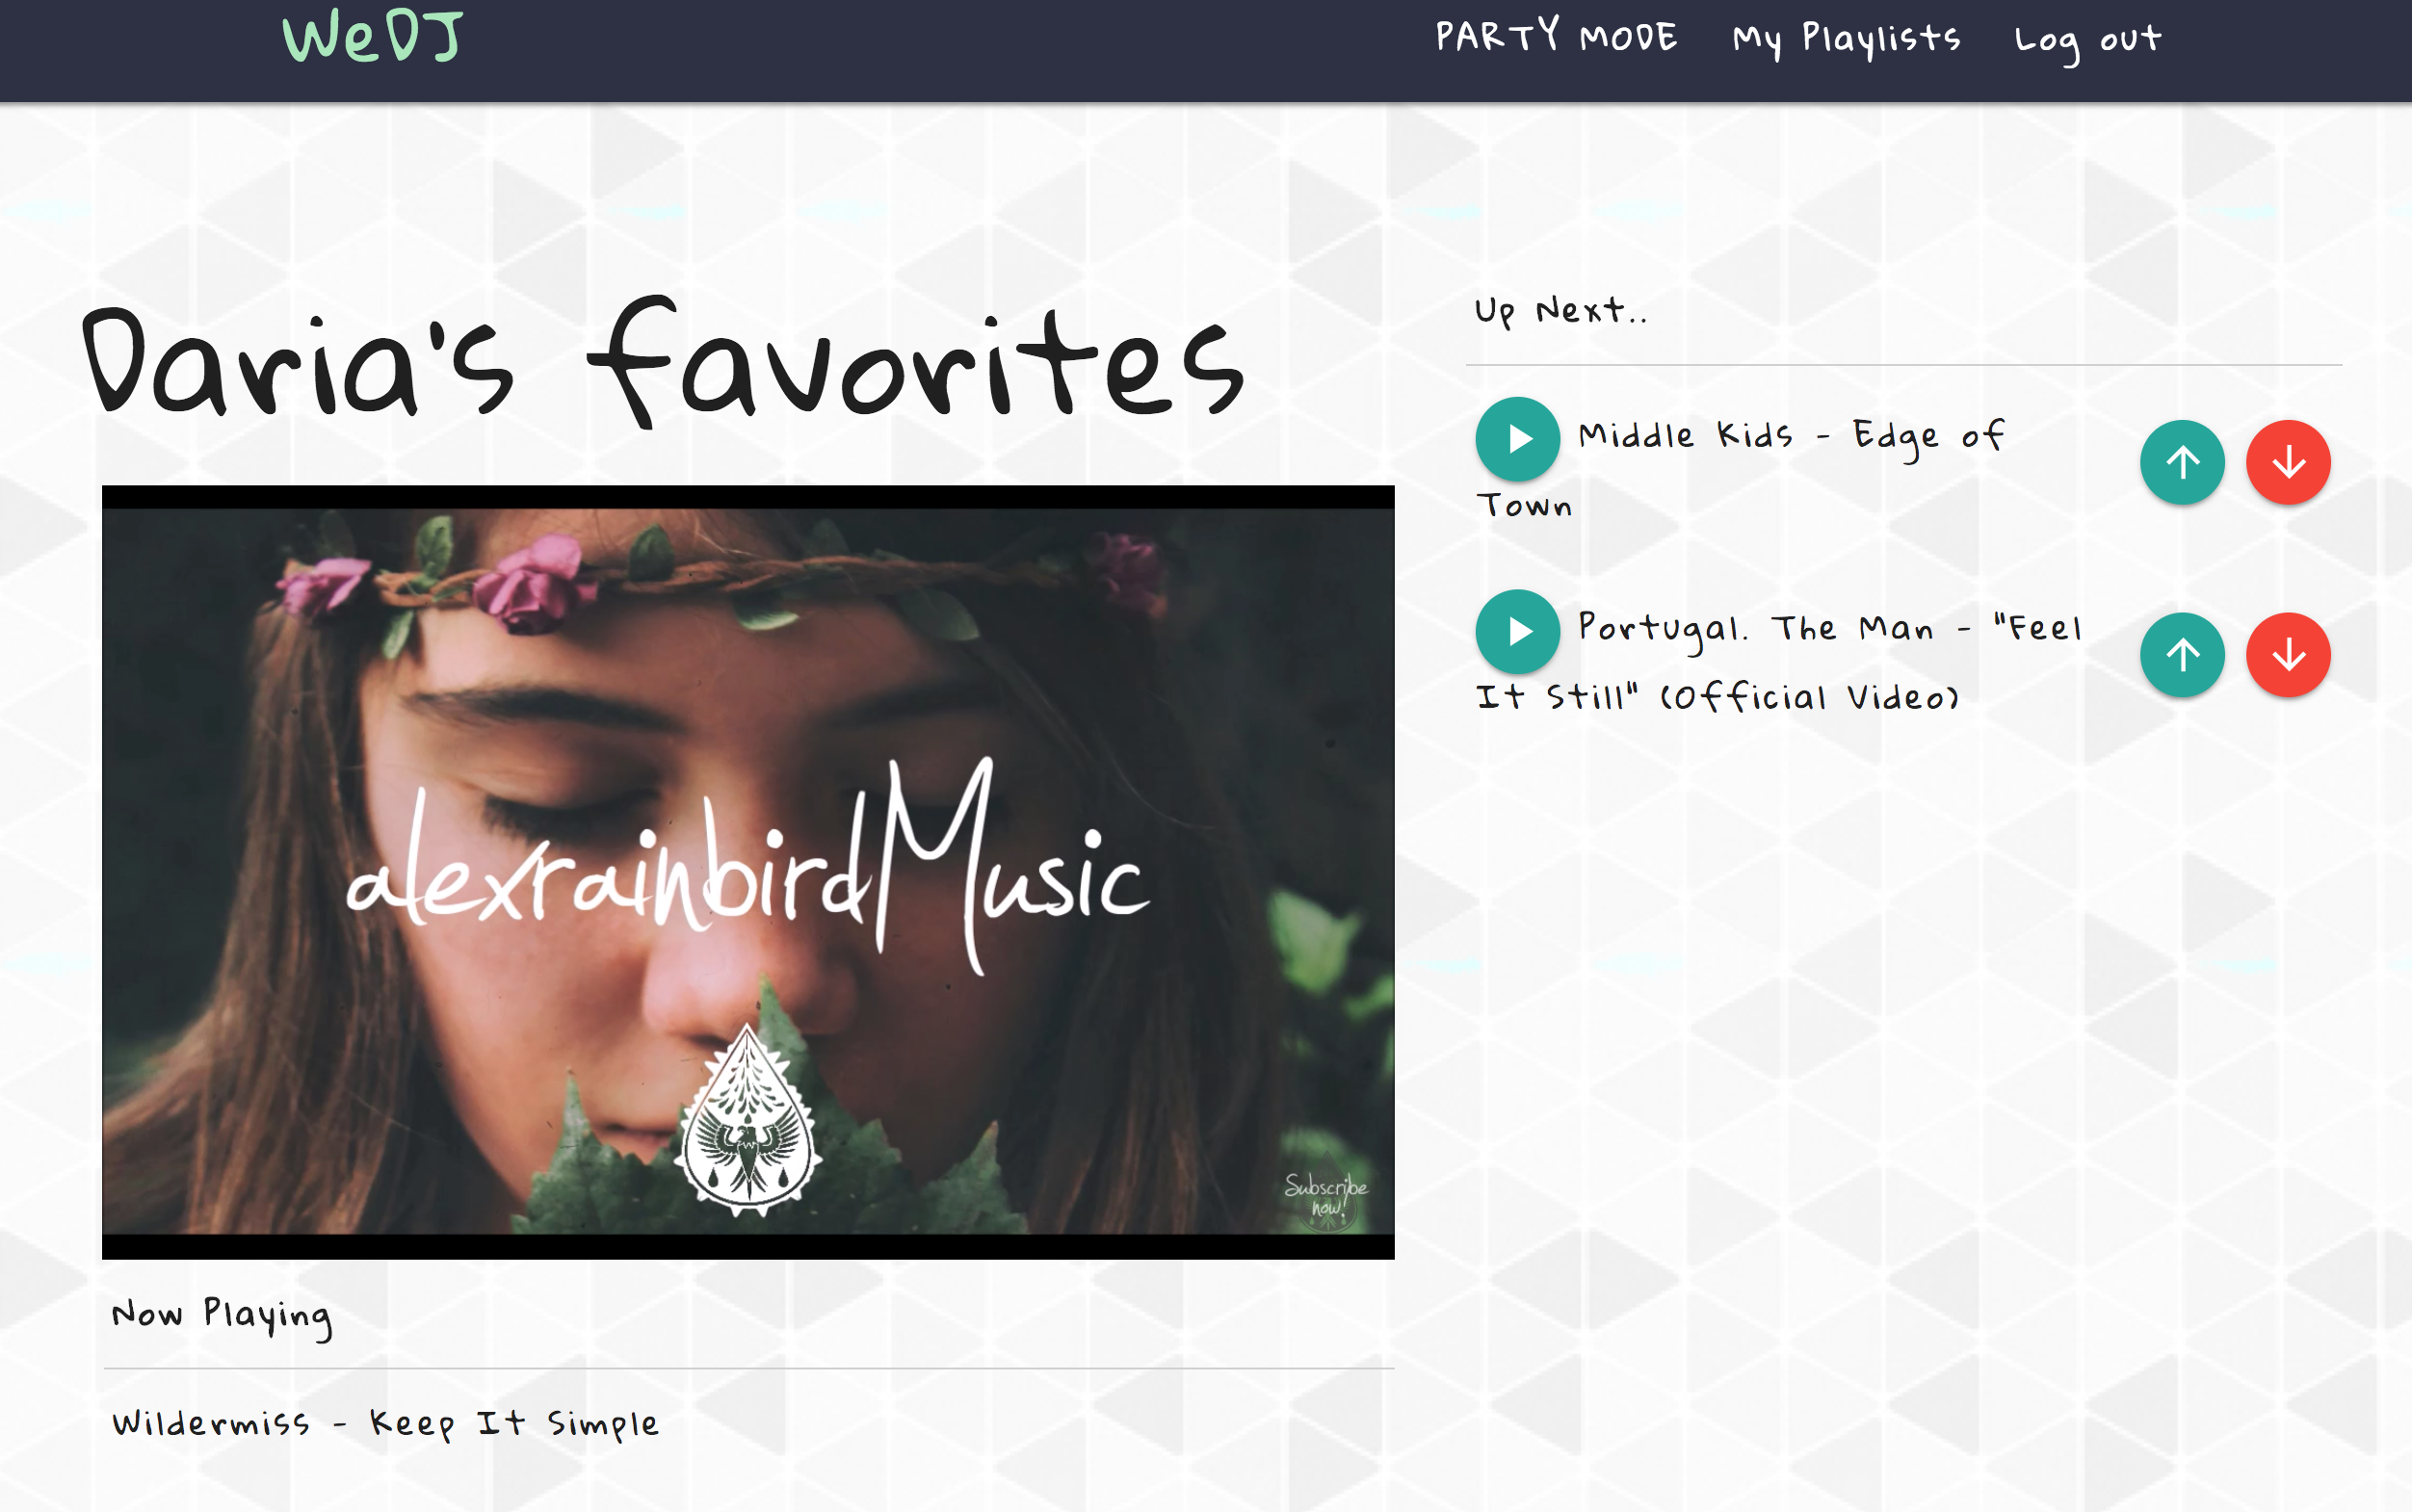 WeDJ
PARTY MODE My Playlists Log out
Daria's favorites
alexrainbirdMusic
Subscribe
now!
Now Playing
Wildermiss - Keep It Simple
Up Next..
Middle Kids - Edge of
Town
Portugal. The Man - "Feel
It Still" (Official Video)